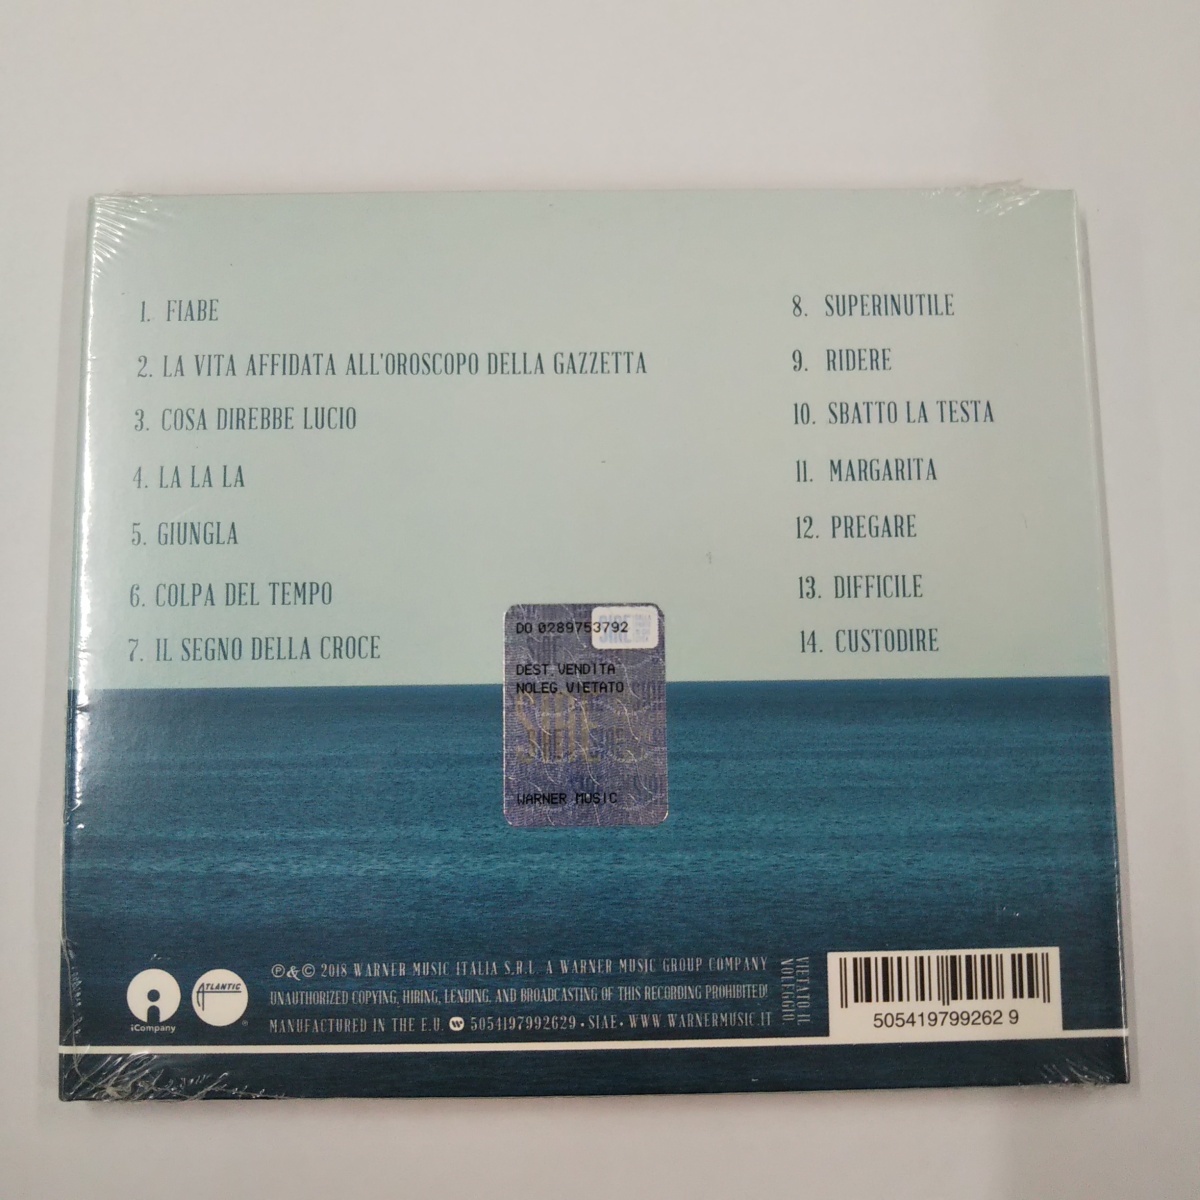 1. FIABE
2. LA VITA AFFIDATA ALL'OROSCOPO DELLA GAZZETTA
3. COSA DIREBBE LUCIO
4. LA LA LA
5. GIUNGLA
6. COLPA DEL TEMPO
7. IL SEGNO DELLA CROCE
8. SUPERINUTILE
9. RIDERE
10. SBATTO LA TESTA
11. MARGARITA
12. PREGARE
13. DIFFICILE
14. CUSTODIRE
DO 0289753792
DEST.VENDITA
NOLEG.VIETATO
SIAE
WARNER MUSIC
iCompany
ATLANTIC
℗&© 2018 WARNER MUSIC ITALIA S.R.L. A WARNER MUSIC GROUP COMPANY
UNAUTHORIZED COPYING, HIRING, LENDING, AND BROADCASTING OF THIS RECORDING PROHIBITED!
MANUFACTURED IN THE E.U. 5054197992629 • SIAE • WWW.WARNERMUSIC.IT
VIETATO IL
NOLEGGIO.
505419799262 9